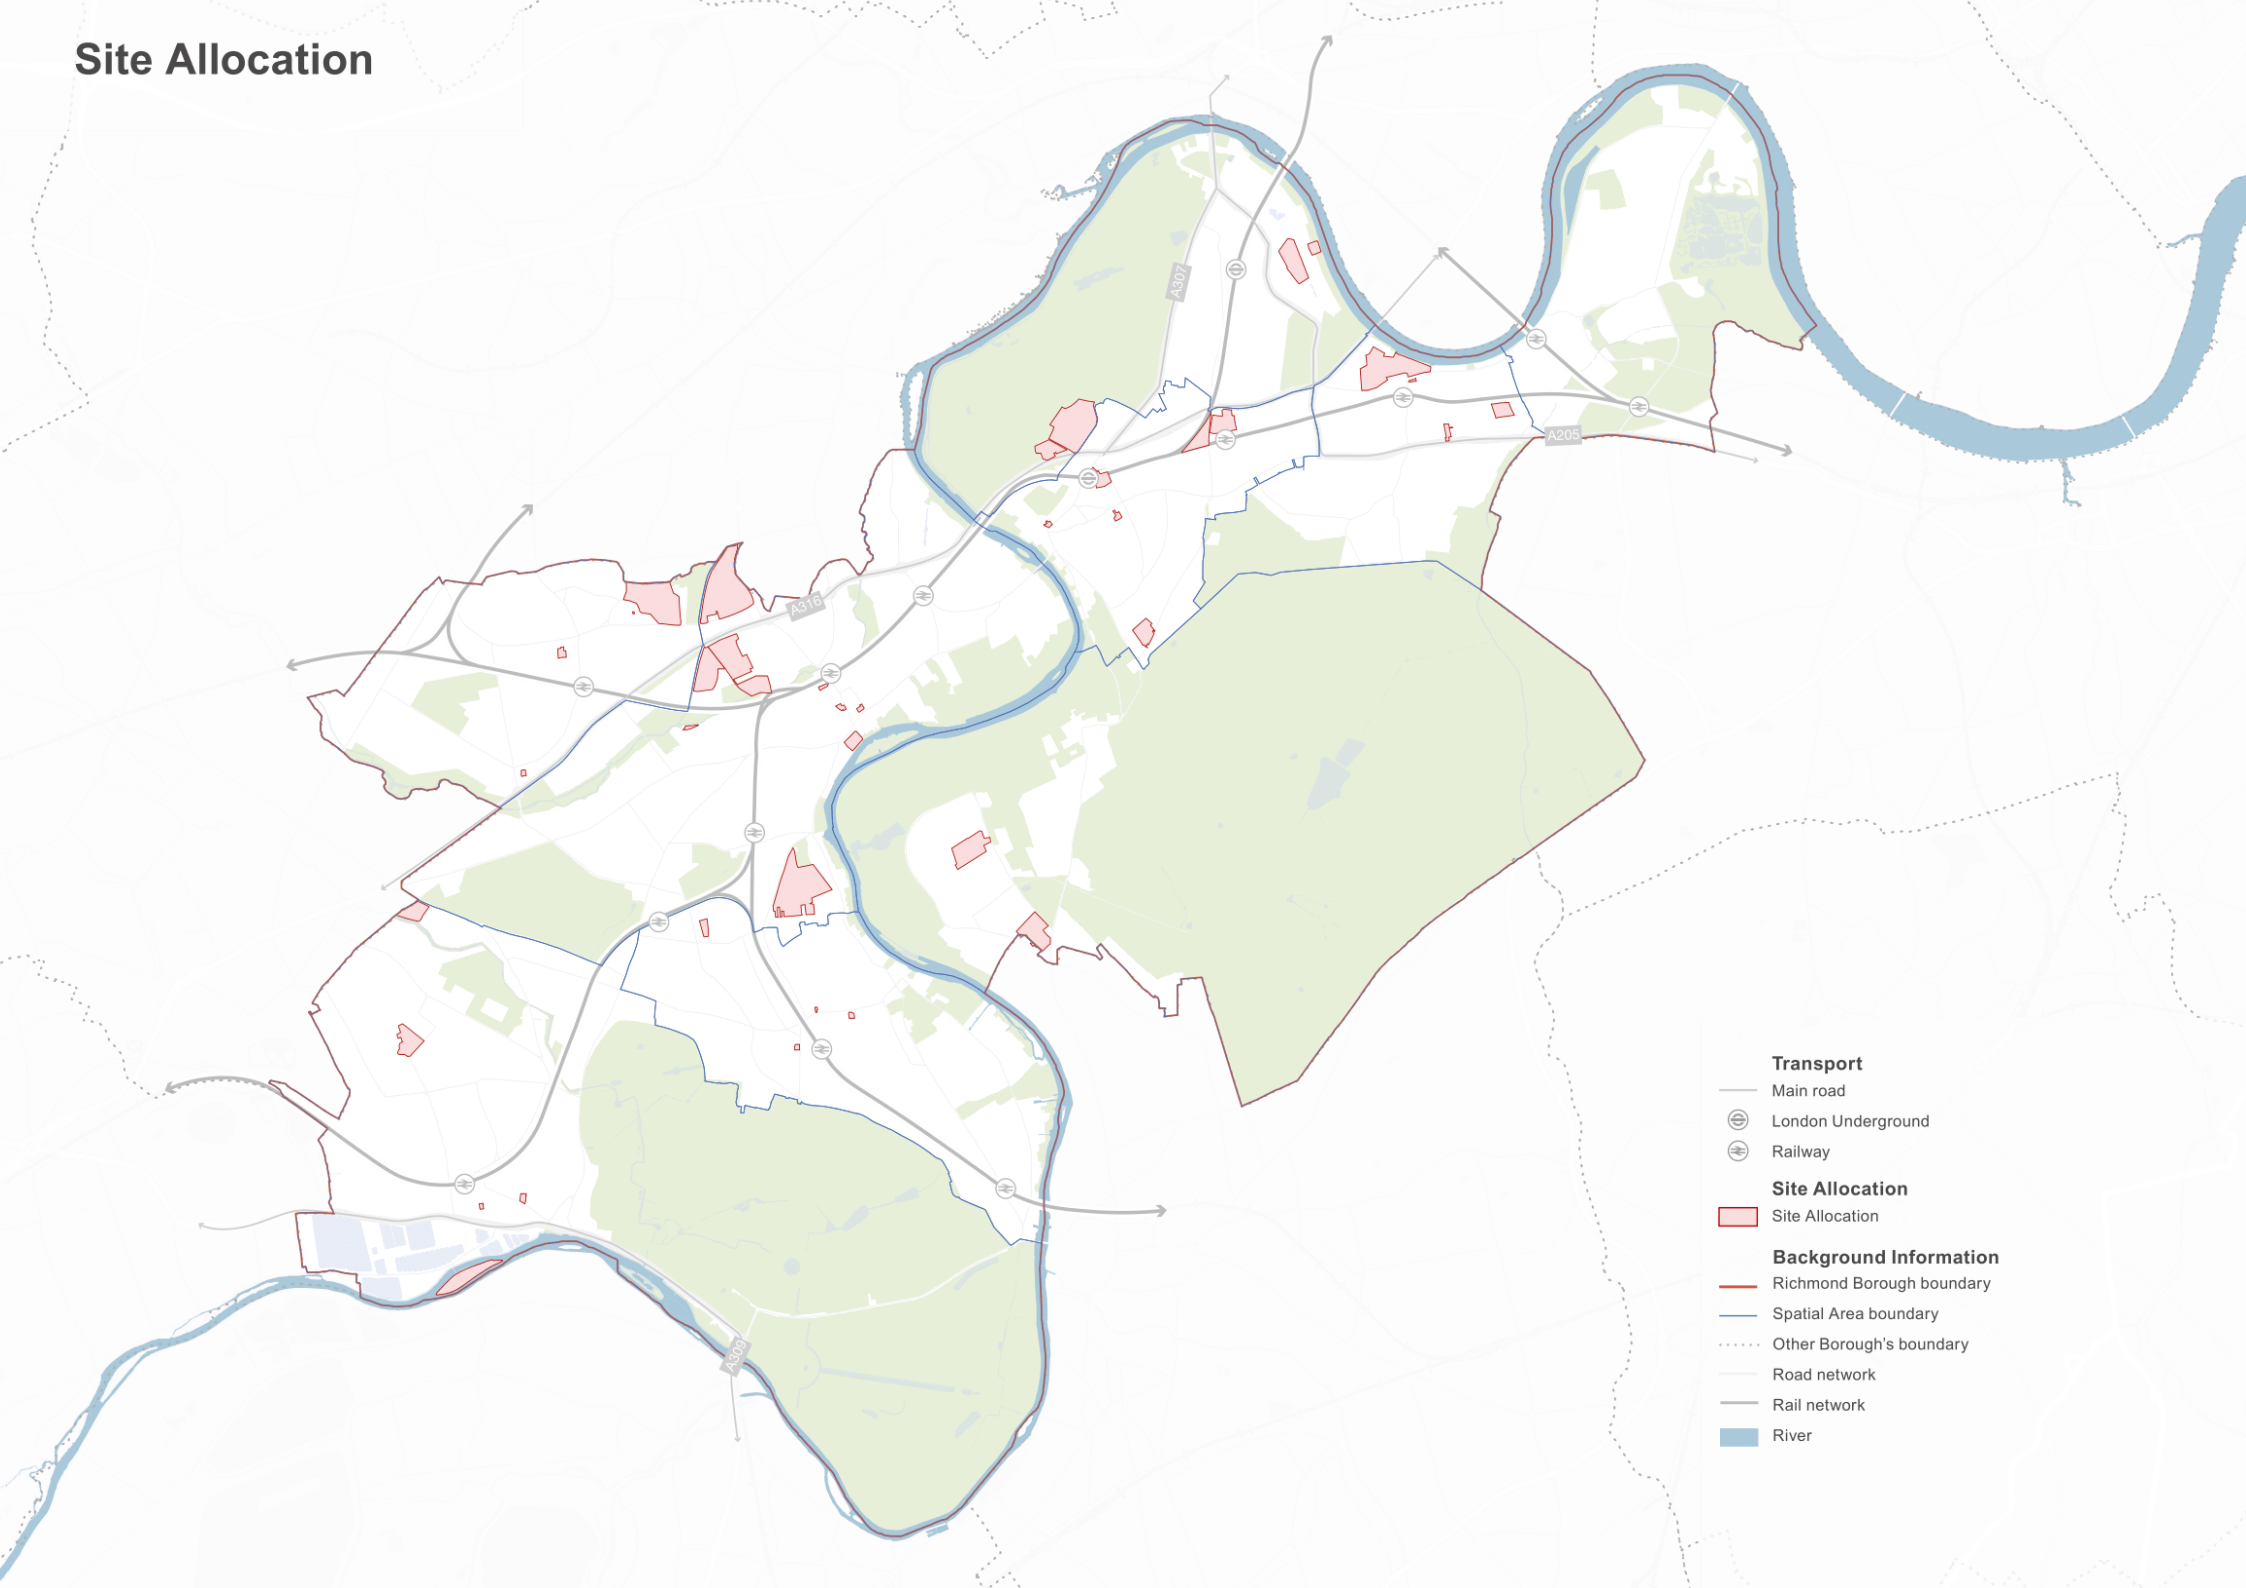 Site Allocation
A307
A205
A316
A309
Transport
Main road
London Underground
Railway
Site Allocation
Site Allocation
Background Information
Richmond Borough boundary
Spatial Area boundary
Other Borough's boundary
Road network
Rail network
River